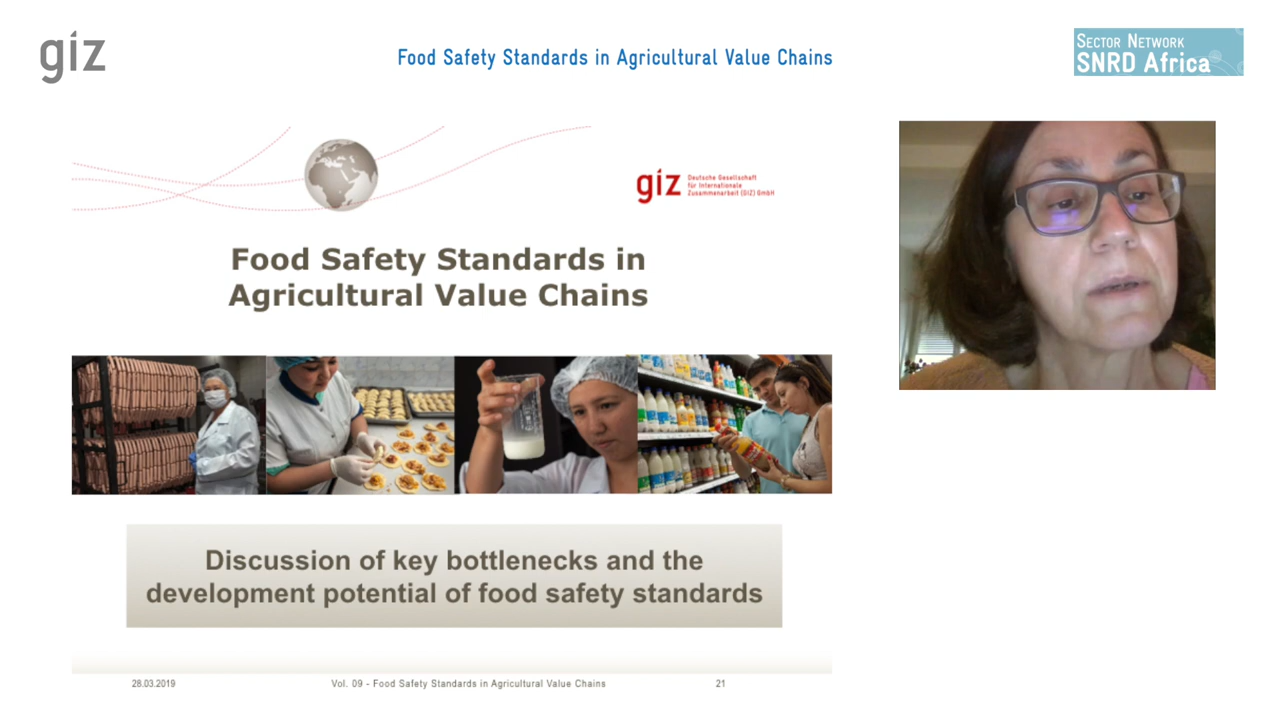 giz
Food Safety Standards in Agricultural Value Chains
SECTOR NETWORK
SNRD Africa
giz
Deutsche Gesellschaft
für Internationale
Zusammenarbeit (GIZ) GmbH
Food Safety Standards in
Agricultural Value Chains
Discussion of key bottlenecks and the
development potential of food safety standards
28.03.2019
Vol. 09 - Food Safety Standards in Agricultural Value Chains
21